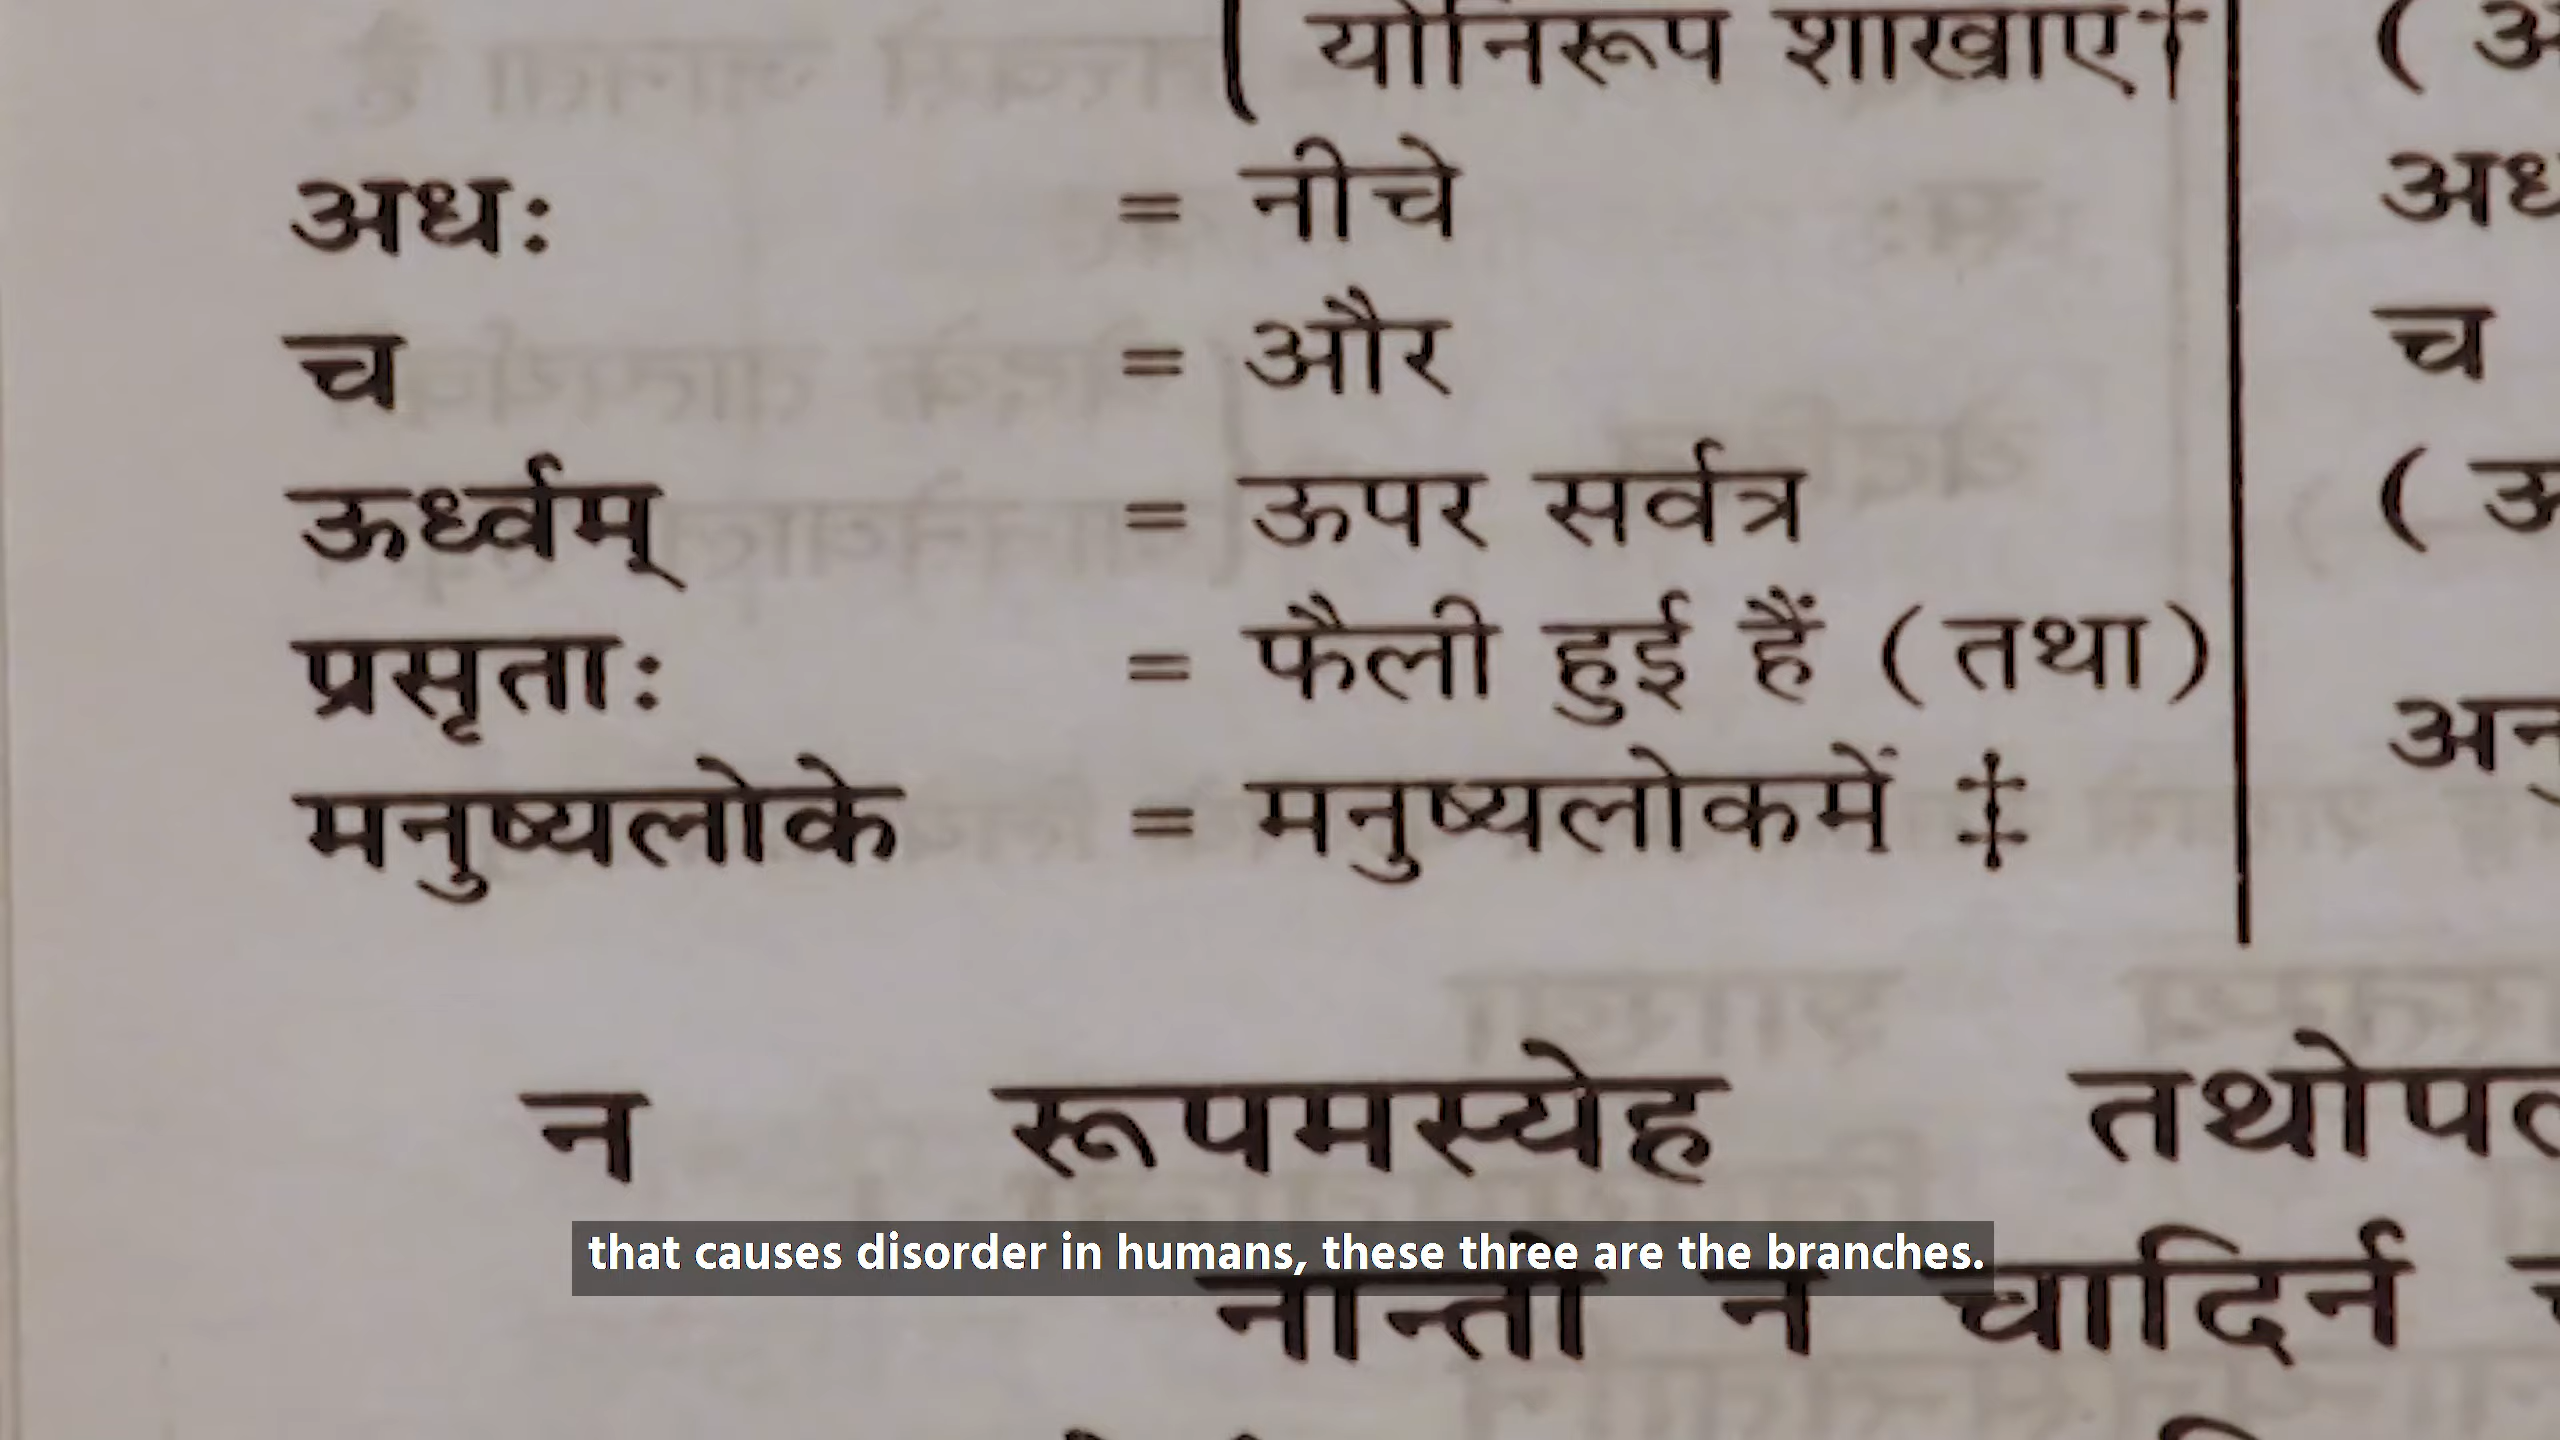 योनिरूप शाखाएँ†
अधः = नीचे
च = और
ऊर्ध्वम् = ऊपर सर्वत्र
प्रसृताः = फैली हुई हैं (तथा)
मनुष्यलोके = मनुष्यलोकमें ‡
च
न रूपमस्येह
that causes disorder in humans, these three are the branches.
नान्तो न चादिर्न